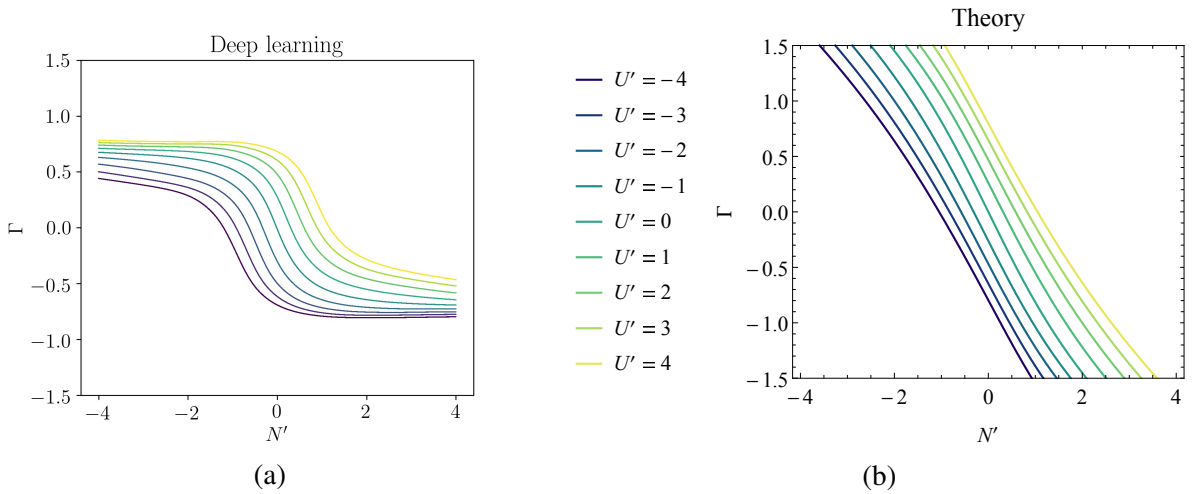 Deep learning
1.5
1.0
0.5
0.0
−0.5
−1.0
−1.5
Γ
−4 −2 0 2 4
N′
(a)
U′ = −4
U′ = −3
U′ = −2
U′ = −1
U′ = 0
U′ = 1
U′ = 2
U′ = 3
U′ = 4
Theory
1.5
1.0
0.5
0.0
−0.5
−1.0
−1.5
Γ
−4 −2 0 2 4
N′
(b)